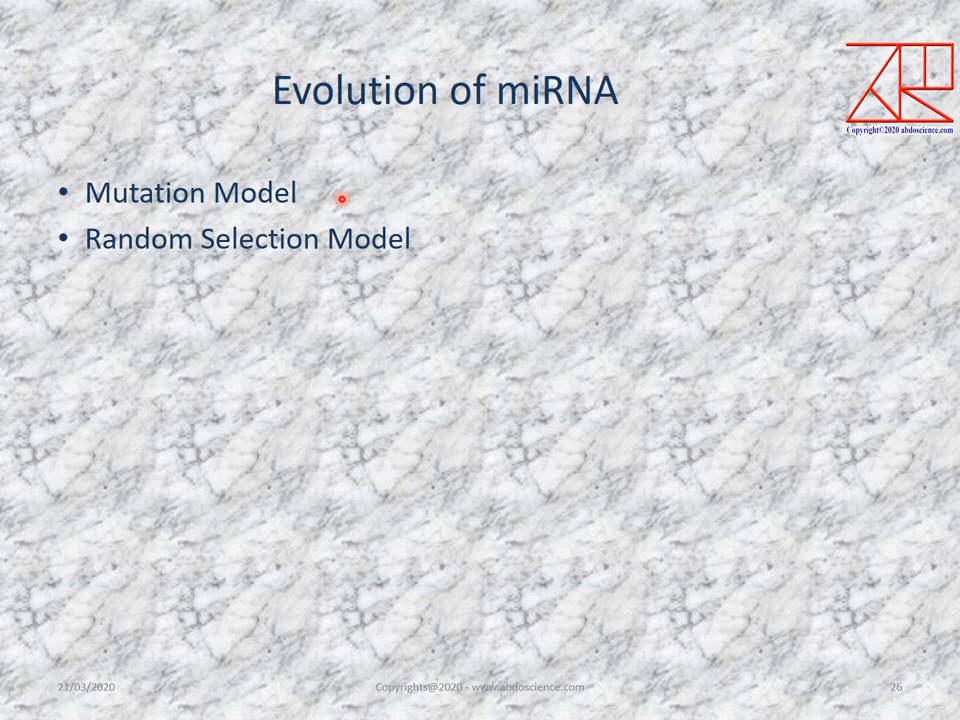 Evolution of miRNA
Copyright©2020 abdoscience.com
• Mutation Model
• Random Selection Model
21/03/2020
Copyrights@2020 - www.abdoscience.com
26